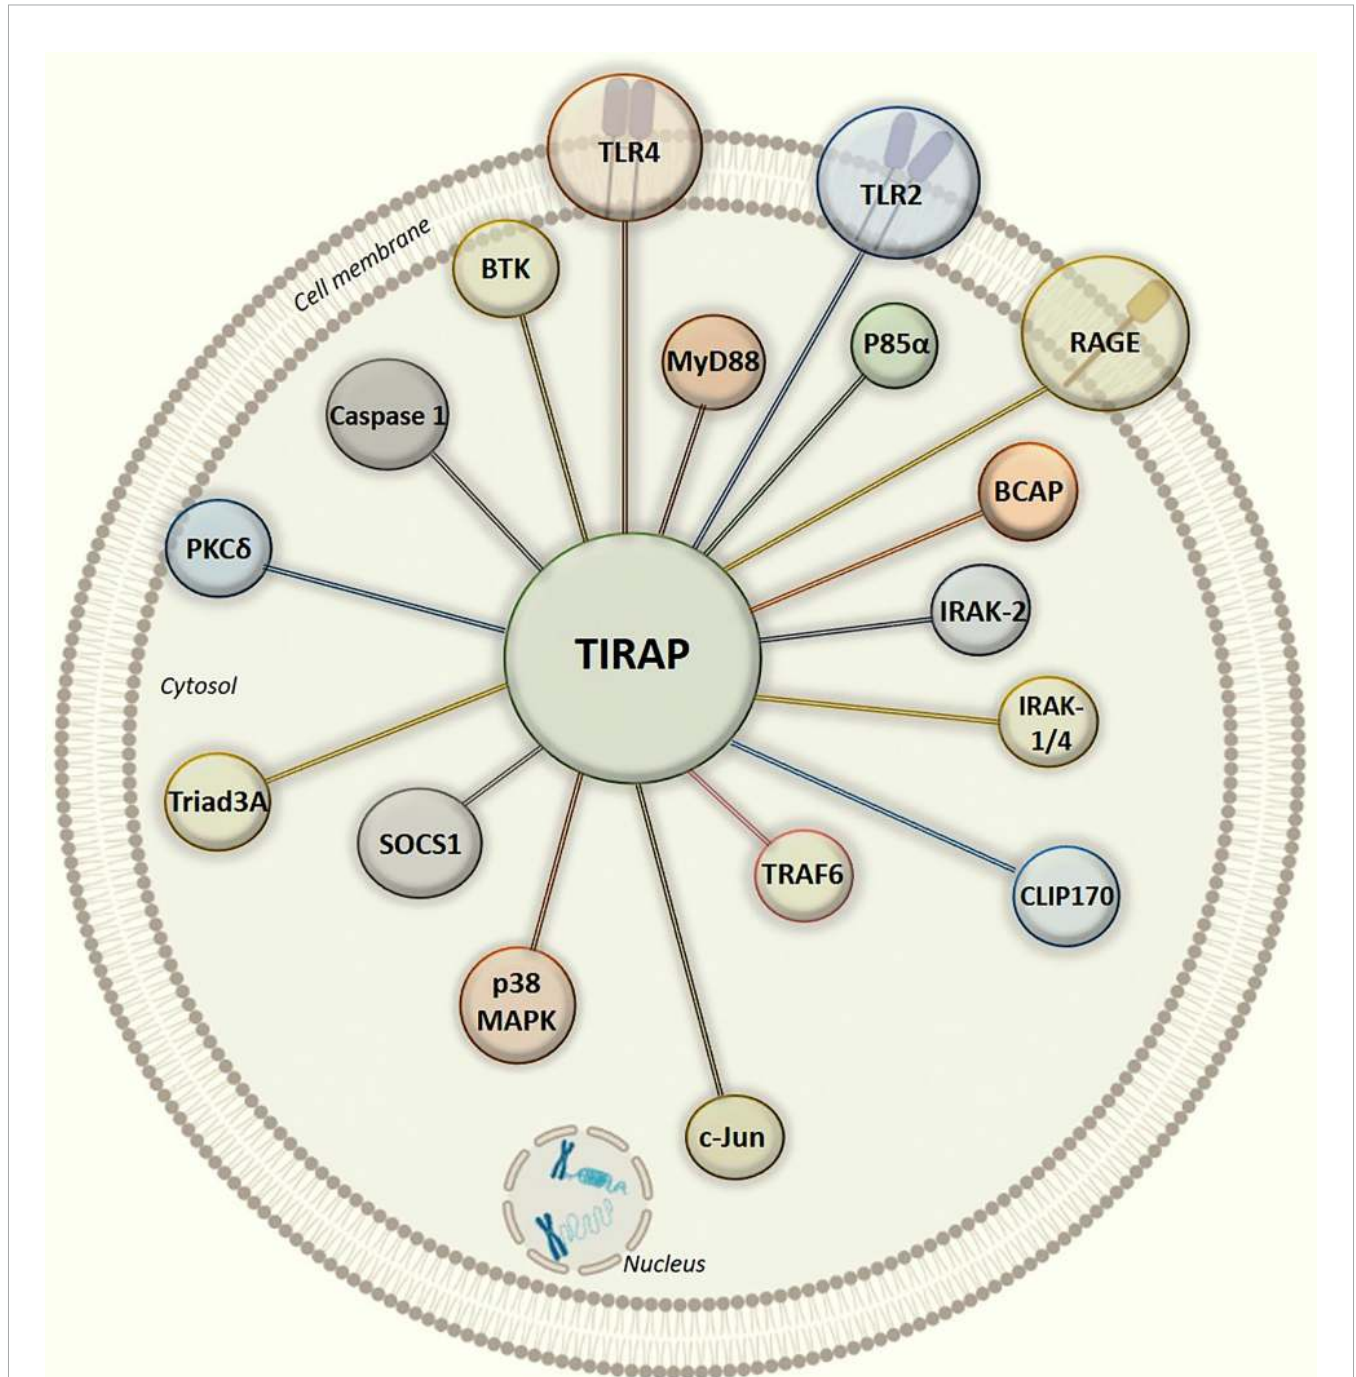 TLR4
TLR2
Cell membrane
BTK
MyD88
P85α
RAGE
Caspase 1
BCAP
PKCδ
IRAK-2
TIRAP
Cytosol
IRAK-
1/4
Triad3A
SOCS1
TRAF6
CLIP170
p38
MAPK
c-Jun
Nucleus